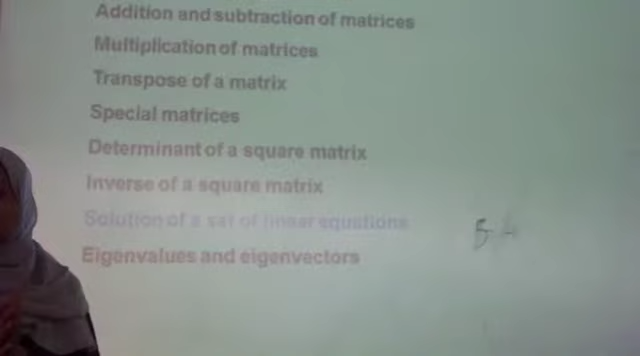 Addition and subtraction of matrices
Multiplication of matrices
Transpose of a matrix
Special matrices
Determinant of a square matrix
Inverse of a square matrix
Solution of a set of linear equations
Eigenvalues and eigenvectors